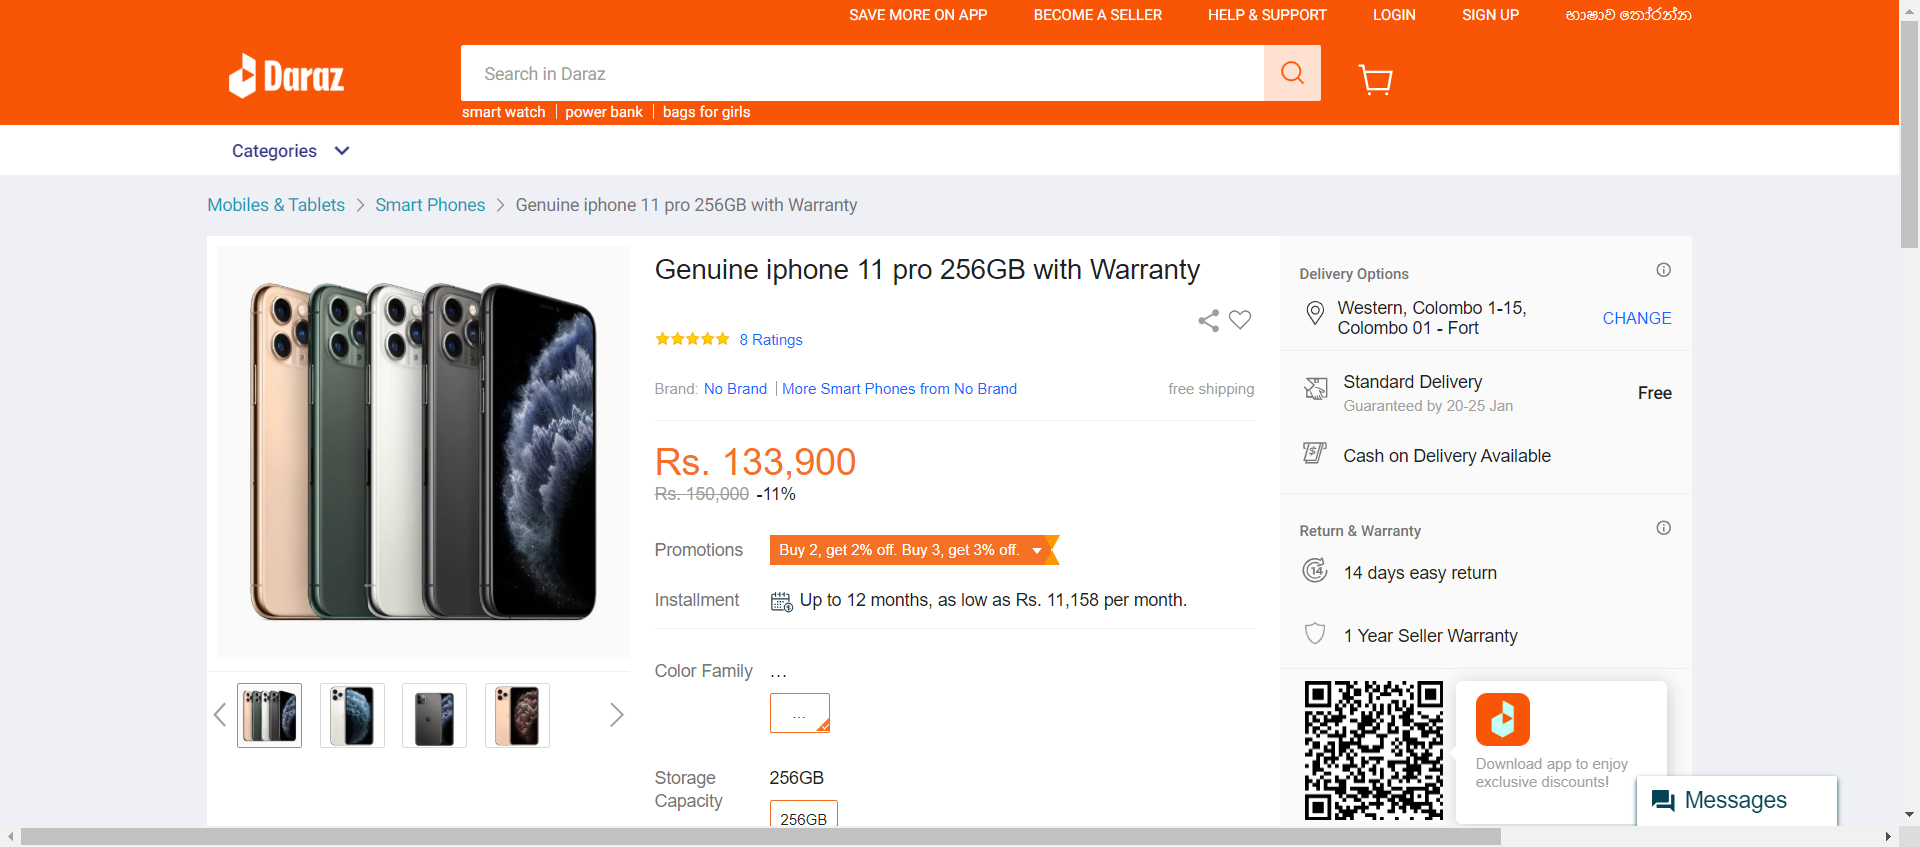 SAVE MORE ON APP
BECOME A SELLER
HELP & SUPPORT
LOGIN
SIGN UP
භාෂාව තෝරන්න
Daraz
Search in Daraz
smart watch
power bank
bags for girls
Categories
Mobiles & Tablets
Smart Phones
Genuine iphone 11 pro 256GB with Warranty
Genuine iphone 11 pro 256GB with Warranty
8 Ratings
Brand: No Brand | More Smart Phones from No Brand
free shipping
Rs. 133,900
Rs. 150,000 -11%
Promotions
Buy 2, get 2% off. Buy 3, get 3% off.
Installment
Up to 12 months, as low as Rs. 11,158 per month.
Color Family
...
...
Storage
Capacity
256GB
256GB
Delivery Options
Western, Colombo 1-15,
Colombo 01 - Fort
CHANGE
Standard Delivery
Free
Guaranteed by 20-25 Jan
Cash on Delivery Available
Return & Warranty
14
14 days easy return
1 Year Seller Warranty
Download app to enjoy
exclusive discounts!
Messages